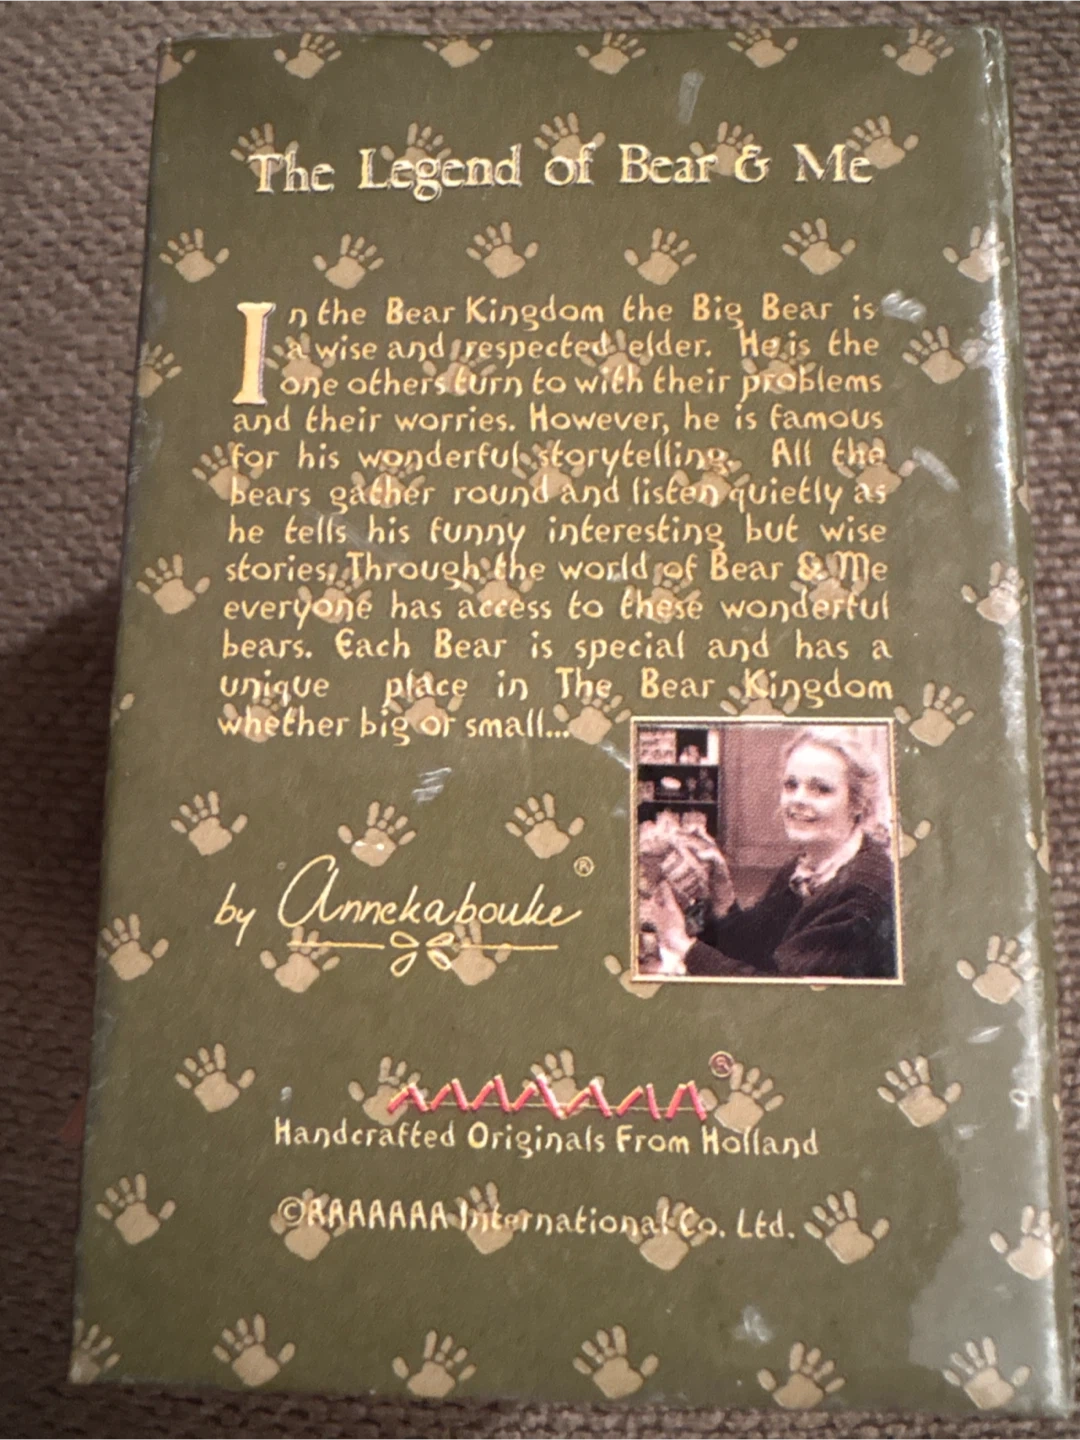 The Legend of Bear & Me
In the Bear Kingdom the Big Bear is
a wise and respected elder. He is the
one others turn to with their problems
and their worries. However, he is famous
for his wonderful storytelling. All the
bears gather round and listen quietly as
he tells his funny interesting but wise
stories. Through the world of Bear & Me
everyone has access to these wonderful
bears. Each Bear is special and has a
unique place in The Bear Kingdom
whether big or small...
by Annekabouke ®
AAAAAAA ®
Handcrafted Originals From Holland
©AAAAAAA International Co. Ltd.